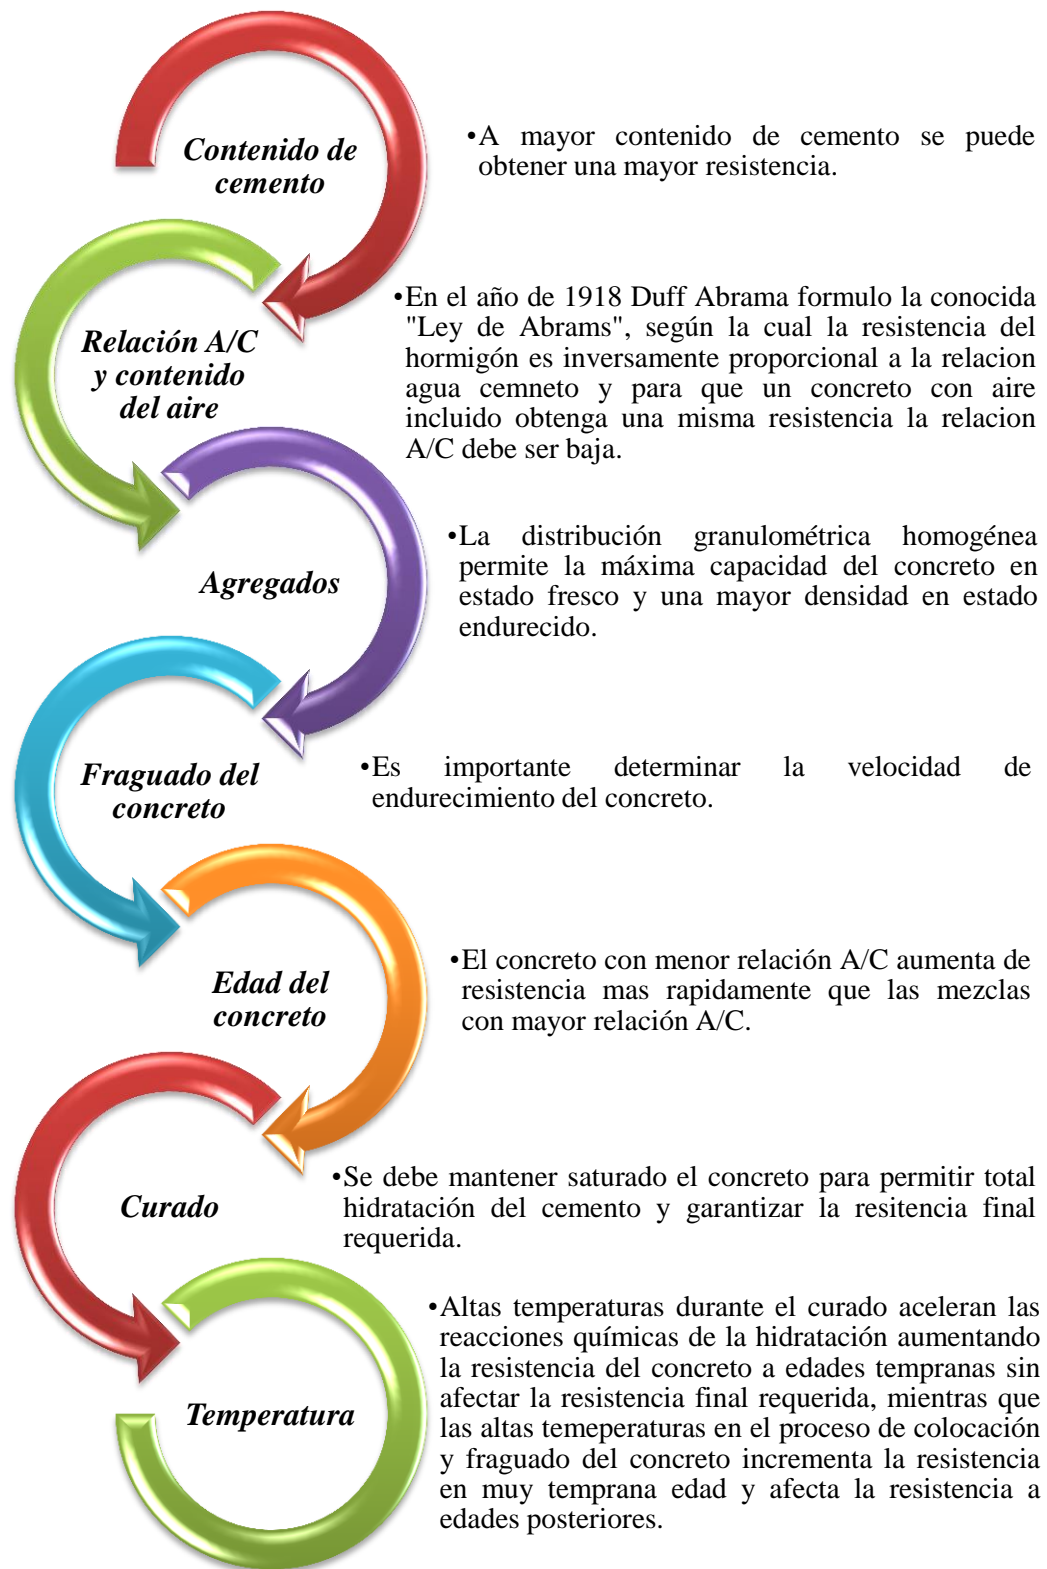 Contenido de
cemento
•A mayor contenido de cemento se puede
obtener una mayor resistencia.
Relación A/C
y contenido
del aire
•En el año de 1918 Duff Abrama formulo la conocida
"Ley de Abrams", según la cual la resistencia del
hormigón es inversamente proporcional a la relacion
agua cemneto y para que un concreto con aire
incluido obtenga una misma resistencia la relacion
A/C debe ser baja.
Agregados
•La distribución granulométrica homogénea
permite la máxima capacidad del concreto en
estado fresco y una mayor densidad en estado
endurecido.
Fraguado del
concreto
•Es importante determinar la velocidad de
endurecimiento del concreto.
Edad del
concreto
•El concreto con menor relación A/C aumenta de
resistencia mas rapidamente que las mezclas
con mayor relación A/C.
Curado
•Se debe mantener saturado el concreto para permitir total
hidratación del cemento y garantizar la resitencia final
requerida.
Temperatura
•Altas temperaturas durante el curado aceleran las
reacciones químicas de la hidratación aumentando
la resistencia del concreto a edades tempranas sin
afectar la resistencia final requerida, mientras que
las altas temeperaturas en el proceso de colocación
y fraguado del concreto incrementa la resistencia
en muy temprana edad y afecta la resistencia a
edades posteriores.